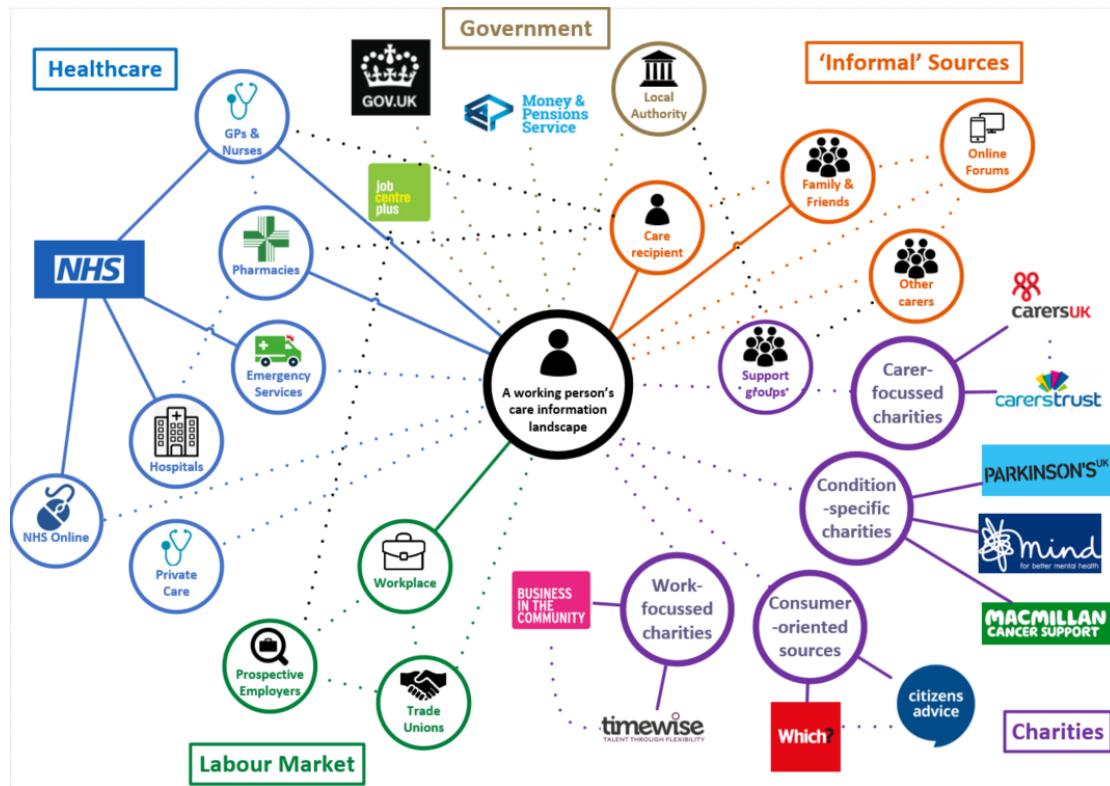 Government
Healthcare
'Informal' Sources
GOV.UK
Money &
Pensions
Service
Local
Authority
GPs &
Nurses
Online
Forums
Family &
Friends
job
centre
plus
Care
recipient
Pharmacies
NHS
Other
carers
carersUK
Emergency
Services
Support
groups
Carer-
focussed
charities
carerstrust
A working person's
care information
landscape
Hospitals
PARKINSON'S UK
Condition
-specific
charities
NHS Online
mind
for better mental health
Private
Care
Workplace
BUSINESS
IN THE
COMMUNITY
Work-
focussed
charities
Consumer
-oriented
sources
MACMILLAN
CANCER SUPPORT
Prospective
Employers
Trade
Unions
timewise
TALENT THROUGH FLEXIBILITY
Which?
citizens
advice
Charities
Labour Market